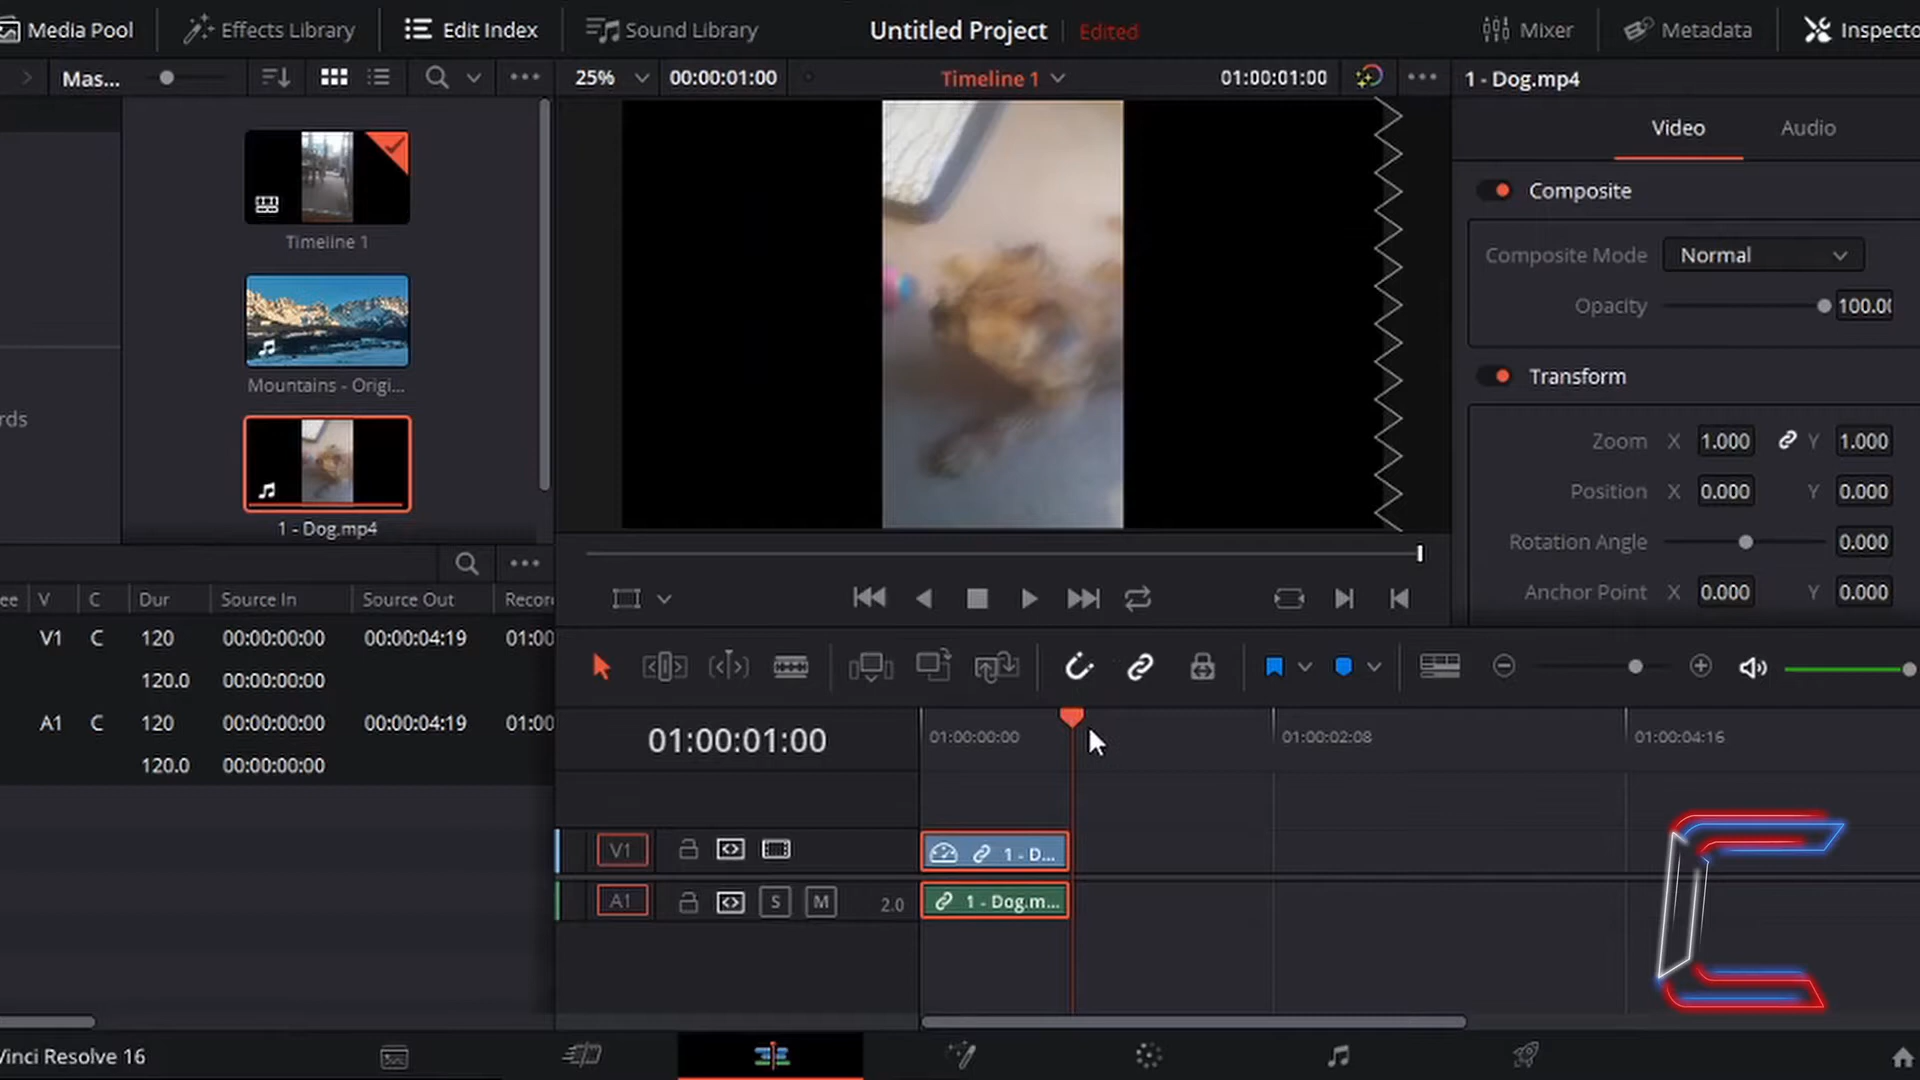 Media Pool Effects Library Edit Index Sound Library Untitled Project Edited Mixer Metadata Inspecto
Mas... 25% 00:00:01:00 Timeline 1 01:00:01:00 1 - Dog.mp4
Video Audio
Timeline 1
Mountains - Origi...
1 - Dog.mp4
rds
Composite
Composite Mode Normal
Opacity 100.0(
Transform
Zoom X 1.000 Y 1.000
Position X 0.000 Y 0.000
Rotation Angle 0.000
Anchor Point X 0.000 Y 0.000
ee V C Dur Source In Source Out Recor
V1 C 120 00:00:00:00 00:00:04:19 01:00
120.0 00:00:00:00
A1 C 120 00:00:00:00 00:00:04:19 01:00
120.0 00:00:00:00
01:00:01:00 01:00:00:00 01:00:02:08 01:00:04:16
V1 1 - D...
A1 S M 2.0 1 - Dog.m...
Vinci Resolve 16